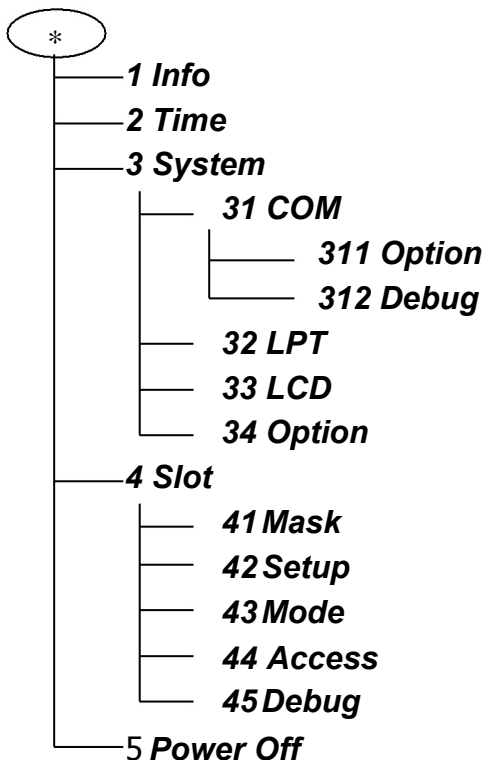 *
1 Info
2 Time
3 System
31 COM
311 Option
312 Debug
32 LPT
33 LCD
34 Option
4 Slot
41 Mask
42 Setup
43 Mode
44 Access
45 Debug
5 Power Off